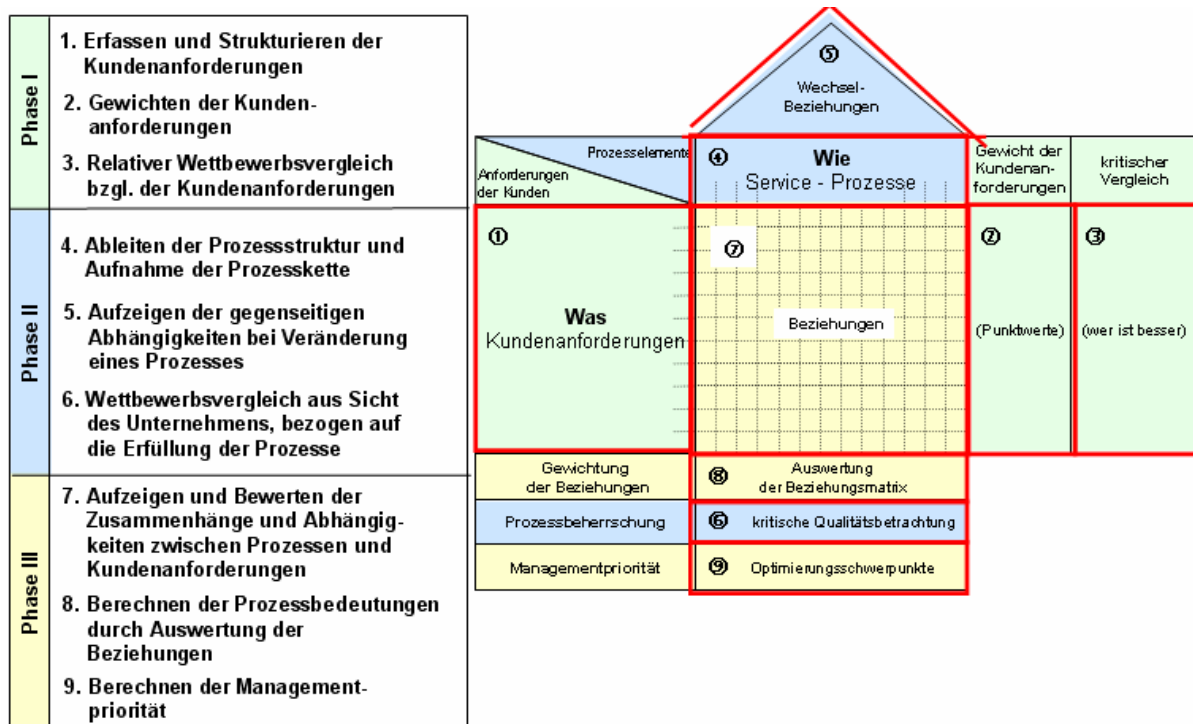 Phase I
1. Erfassen und Strukturieren der
Kundenanforderungen
2. Gewichten der Kunden-
anforderungen
3. Relativer Wettbewerbsvergleich
bzgl. der Kundenanforderungen
Phase II
4. Ableiten der Prozessstruktur und
Aufnahme der Prozesskette
5. Aufzeigen der gegenseitigen
Abhängigkeiten bei Veränderung
eines Prozesses
6. Wettbewerbsvergleich aus Sicht
des Unternehmens, bezogen auf
die Erfüllung der Prozesse
Phase III
7. Aufzeigen und Bewerten der
Zusammenhänge und Abhängig-
keiten zwischen Prozessen und
Kundenanforderungen
8. Berechnen der Prozessbedeutungen
durch Auswertung der
Beziehungen
9. Berechnen der Management-
priorität
⑤
Wechsel-
Beziehungen
Prozesselemente
Anforderungen
der Kunden
④ Wie
Service - Prozesse
Gewicht der
Kundenan-
forderungen
kritischer
Vergleich
①
Was
Kundenanforderungen
⑦
Beziehungen
②
(Punktwerte)
③
(wer ist besser)
Gewichtung
der Beziehungen
⑧ Auswertung
der Beziehungsmatrix
Prozessbeherrschung
⑥ kritische Qualitätsbetrachtung
Managementpriorität
⑨ Optimierungsschwerpunkte